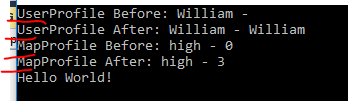 UserProfile Before: William -
UserProfile After: William - William
MapProfile Before: high - 0
MapProfile After: high - 3
Hello World!